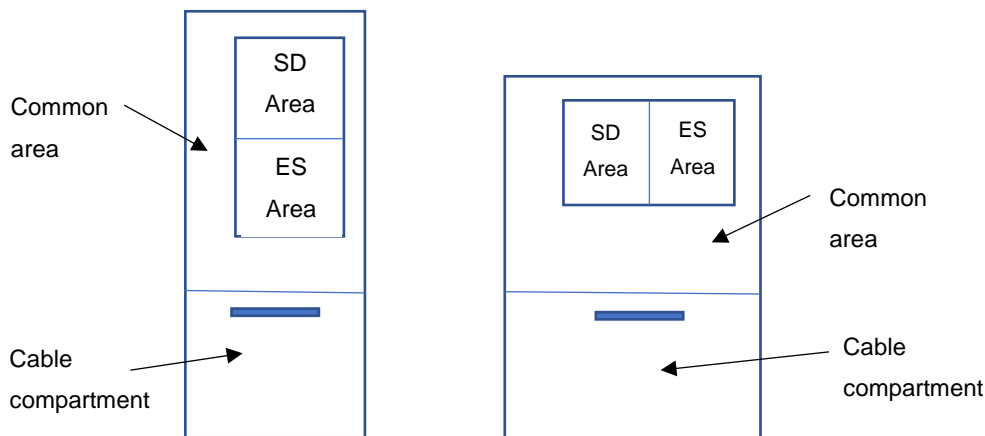 SD
Area
ES
Area
Common
area
Cable
compartment
SD
Area
ES
Area
Common
area
Cable
compartment